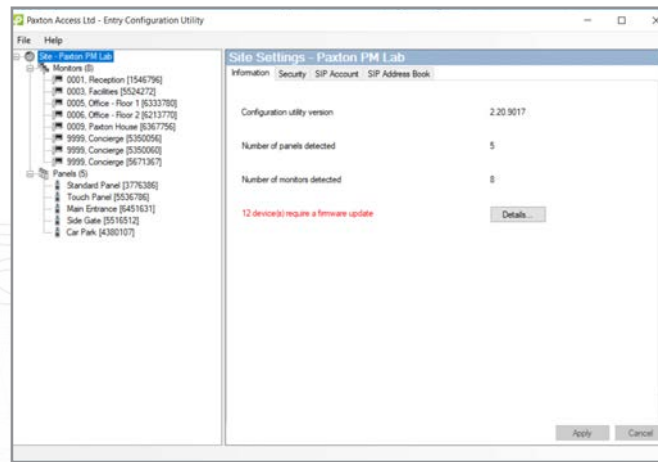 Paxton Access Ltd - Entry Configuration Utility
File Help
Site - Paxton PM Lab
Monitors (8)
0001, Reception [1546796]
0003, Facilities [5524272]
0005, Office - Floor 1 [6333780]
0006, Office - Floor 2 [6213770]
0009, Paxton House [6367756]
9999, Concierge [5350056]
9999, Concierge [5350060]
9999, Concierge [5671367]
Panels (5)
Standard Panel [3776386]
Touch Panel [5536786]
Main Entrance [6451631]
Side Gate [5516512]
Car Park [4380107]
Site Settings - Paxton PM Lab
Information Security SIP Account SIP Address Book
Configuration utility version 2.20.9017
Number of panels detected 5
Number of monitors detected 8
12 device(s) require a firmware update Details...
Apply Cancel